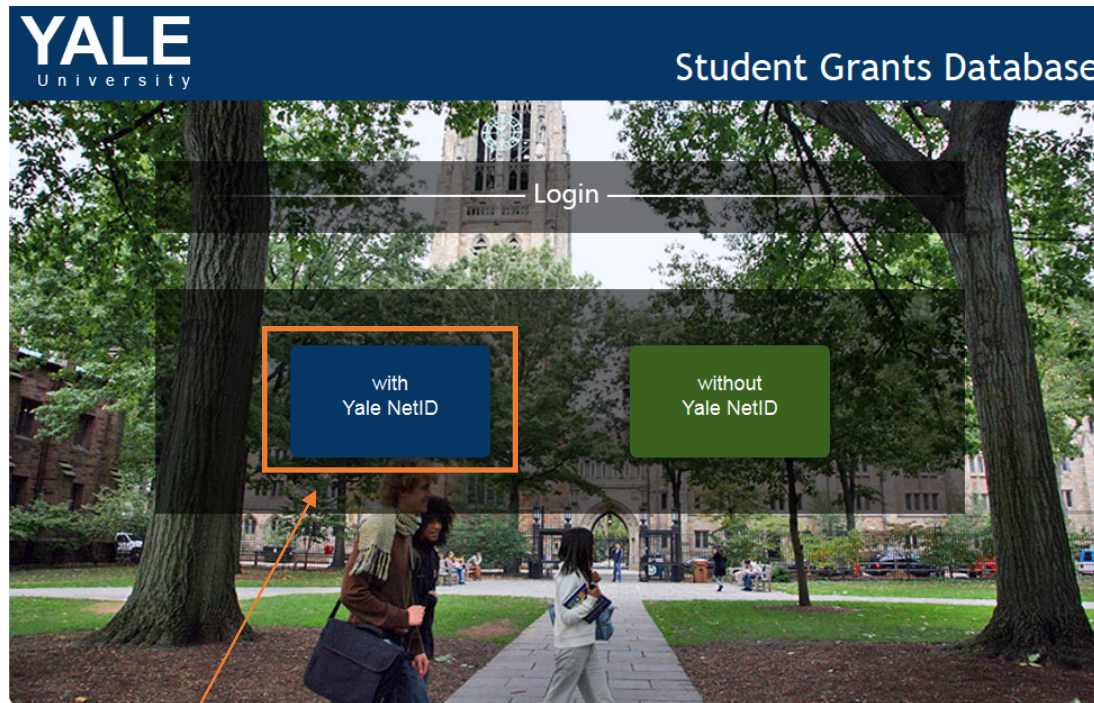 YALE
University
Student Grants Database
Login
with
Yale NetID
without
Yale NetID